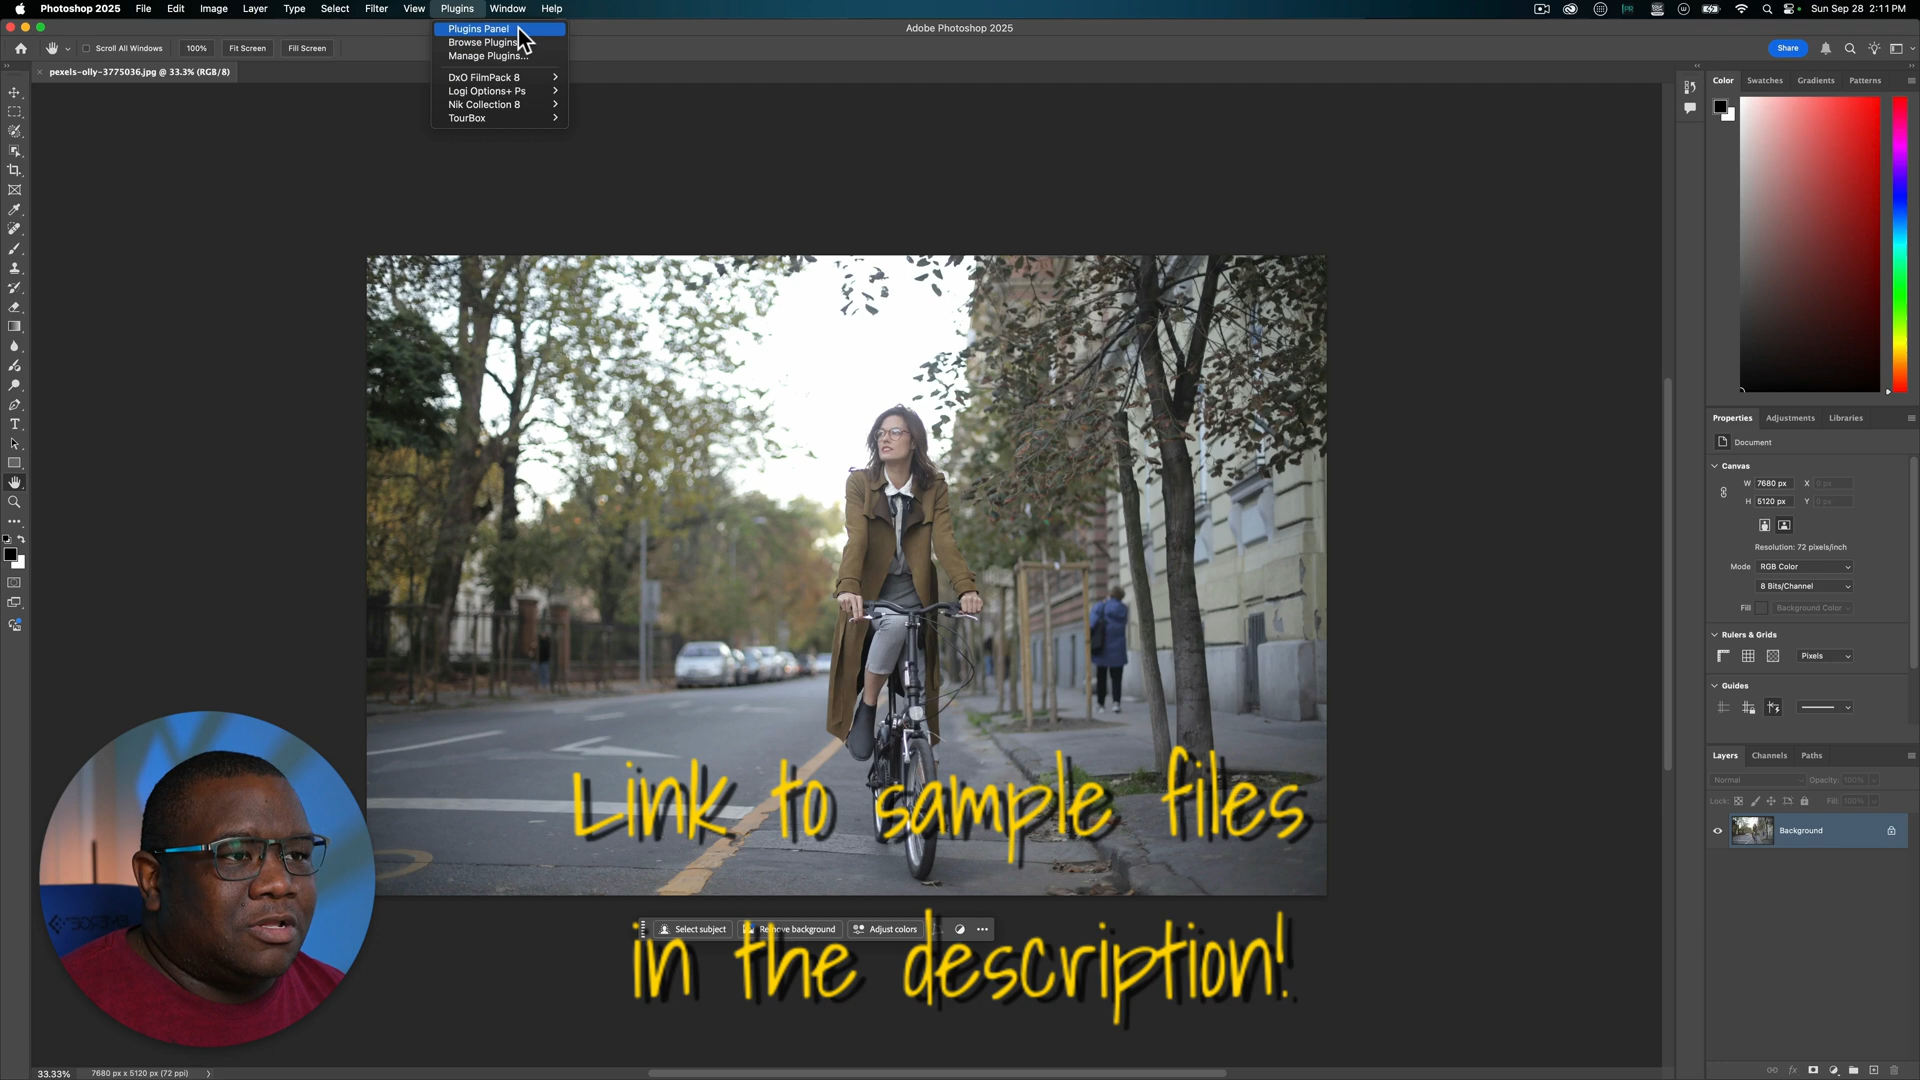 Photoshop 2025 File Edit Image Layer Type Select Filter View Plugins Window Help
Sun Sep 28 2:11 PM
Adobe Photoshop 2025
Plugins Panel
Browse Plugins
Manage Plugins...
DxO FilmPack 8
Logi Options+ Ps
Nik Collection 8
TourBox
Scroll All Windows 100% Fit Screen Fill Screen
Share
pexels-olly-3775036.jpg @ 33.3% (RGB/8)
Color Swatches Gradients Patterns
Properties Adjustments Libraries
Document
Canvas
W 7680 px X 0 px
H 5120 px Y 0 px
Resolution: 72 pixels/inch
Mode RGB Color
8 Bits/Channel
Fill Background Color
Rulers & Grids
Pixels
Guides
Layers Channels Paths
Normal Opacity: 100%
Lock: Fill: 100%
Background
Link to sample files
in the description!
Select subject Remove background Adjust colors
33.33% 7680 px x 5120 px (72 ppi)